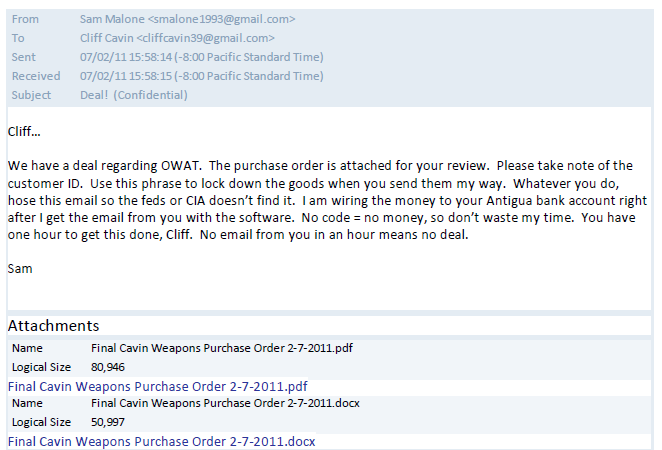 From Sam Malone <smalone1993@gmail.com>
To Cliff Cavin <cliffcavin39@gmail.com>
Sent 07/02/11 15:58:14 (-8:00 Pacific Standard Time)
Received 07/02/11 15:58:15 (-8:00 Pacific Standard Time)
Subject Deal! (Confidential)
Cliff…
We have a deal regarding OWAT. The purchase order is attached for your review. Please take note of the
customer ID. Use this phrase to lock down the goods when you send them my way. Whatever you do,
hose this email so the feds or CIA doesn’t find it. I am wiring the money to your Antigua bank account right
after I get the email from you with the software. No code = no money, so don’t waste my time. You have
one hour to get this done, Cliff. No email from you in an hour means no deal.
Sam
Attachments
Name Final Cavin Weapons Purchase Order 2-7-2011.pdf
Logical Size 80,946
Final Cavin Weapons Purchase Order 2-7-2011.pdf
Name Final Cavin Weapons Purchase Order 2-7-2011.docx
Logical Size 50,997
Final Cavin Weapons Purchase Order 2-7-2011.docx